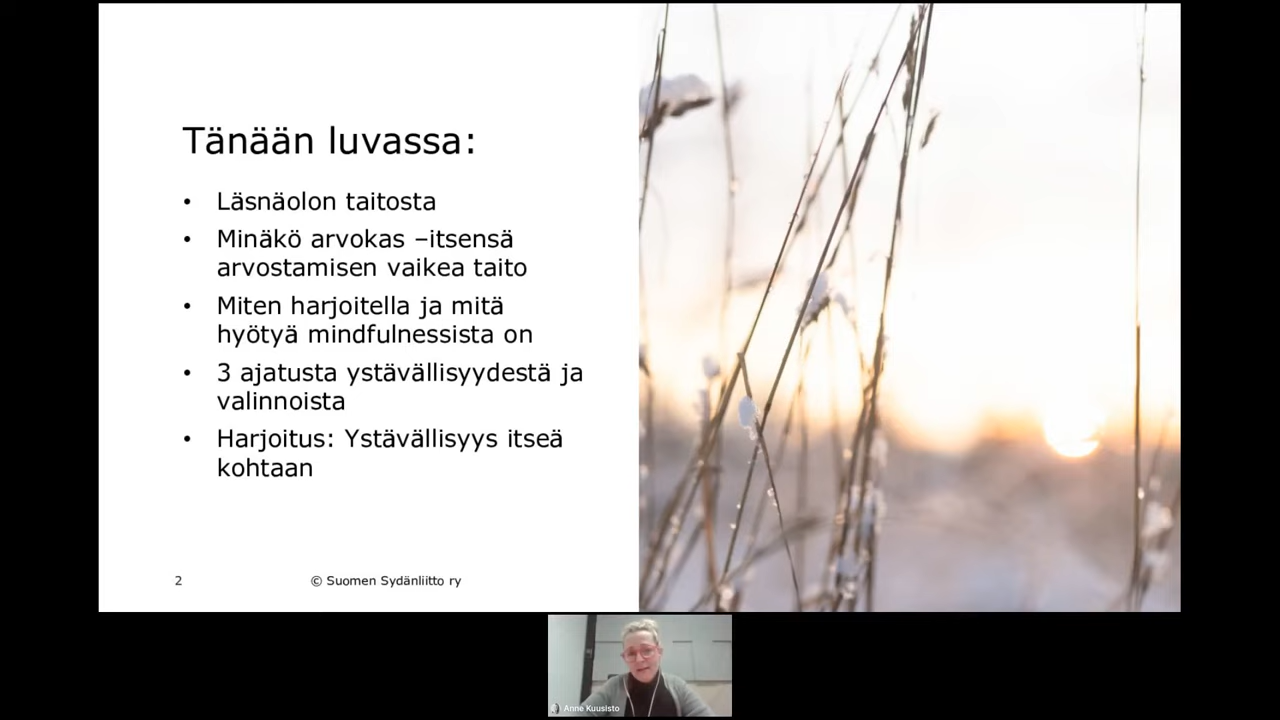 Tänään luvassa:
• Läsnäolon taitosta
• Minäkö arvokas –itsensä
arvostamisen vaikea taito
• Miten harjoitella ja mitä
hyötyä mindfulnessista on
• 3 ajatusta ystävällisyydestä ja
valinnoista
• Harjoitus: Ystävällisyys itseä
kohtaan
2
© Suomen Sydänliitto ry
Anne Kuusisto